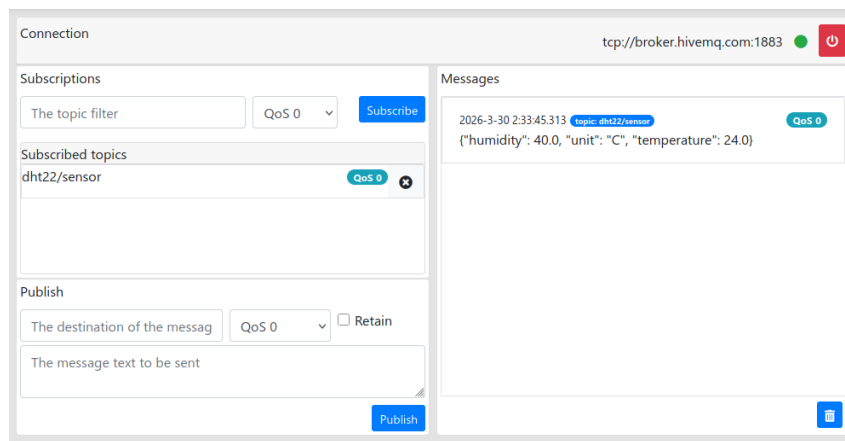 Connection
tcp://broker.hivemq.com:1883
Subscriptions
The topic filter
QoS 0
Subscribe
Subscribed topics
dht22/sensor
QoS 0
Publish
The destination of the messag
QoS 0
Retain
The message text to be sent
Publish
Messages
2026-3-30 2:33:45.313 topic: dht22/sensor QoS 0
{"humidity": 40.0, "unit": "C", "temperature": 24.0}